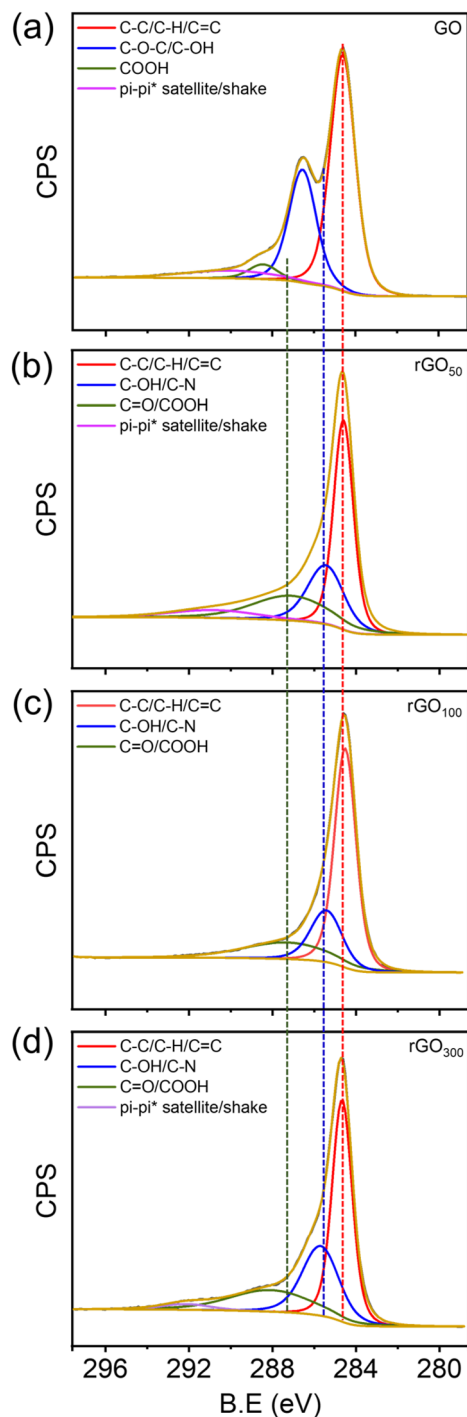 (a)
GO
C-C/C-H/C=C
C-O-C/C-OH
COOH
pi-pi* satellite/shake
CPS
(b)
rGO₅₀
C-C/C-H/C=C
C-OH/C-N
C=O/COOH
pi-pi* satellite/shake
CPS
(c)
rGO₁₀₀
C-C/C-H/C=C
C-OH/C-N
C=O/COOH
CPS
(d)
rGO₃₀₀
C-C/C-H/C=C
C-OH/C-N
C=O/COOH
pi-pi* satellite/shake
CPS
296 292 288 284 280
B.E (eV)